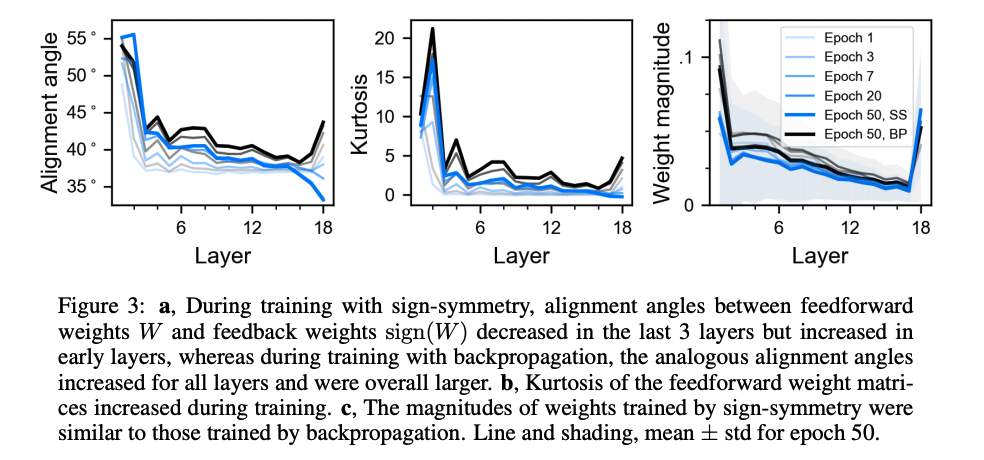 Alignment angle
55°
50°
45°
40°
35°
6
12
18
Layer
Kurtosis
20
15
10
5
0
6
12
18
Layer
Weight magnitude
.1
0
6
12
18
Layer
Epoch 1
Epoch 3
Epoch 7
Epoch 20
Epoch 50, SS
Epoch 50, BP
Figure 3: a, During training with sign-symmetry, alignment angles between feedforward
weights W and feedback weights sign(W) decreased in the last 3 layers but increased in
early layers, whereas during training with backpropagation, the analogous alignment angles
increased for all layers and were overall larger. b, Kurtosis of the feedforward weight matri-
ces increased during training. c, The magnitudes of weights trained by sign-symmetry were
similar to those trained by backpropagation. Line and shading, mean ± std for epoch 50.